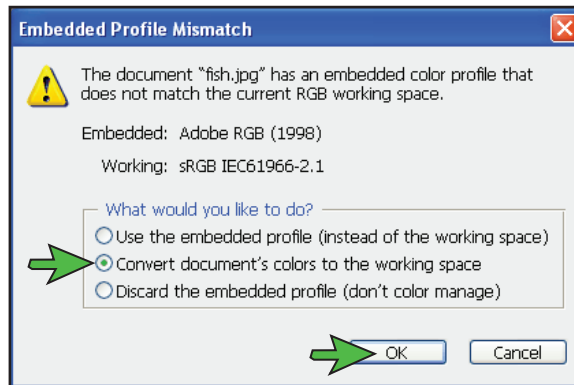 Embedded Profile Mismatch
The document "fish.jpg" has an embedded color profile that
does not match the current RGB working space.
Embedded: Adobe RGB (1998)
Working: sRGB IEC61966-2.1
What would you like to do?
Use the embedded profile (instead of the working space)
Convert document's colors to the working space
Discard the embedded profile (don't color manage)
OK Cancel